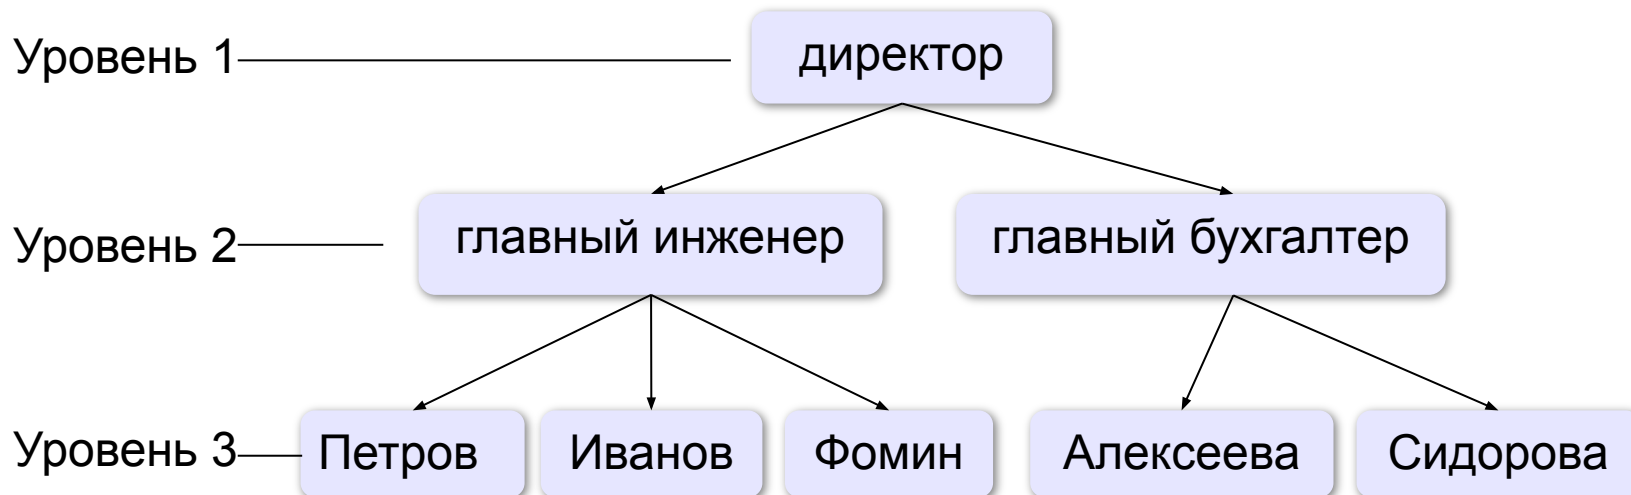 Уровень 1 директор
Уровень 2 главный инженер главный бухгалтер
Уровень 3 Петров Иванов Фомин Алексеева Сидорова